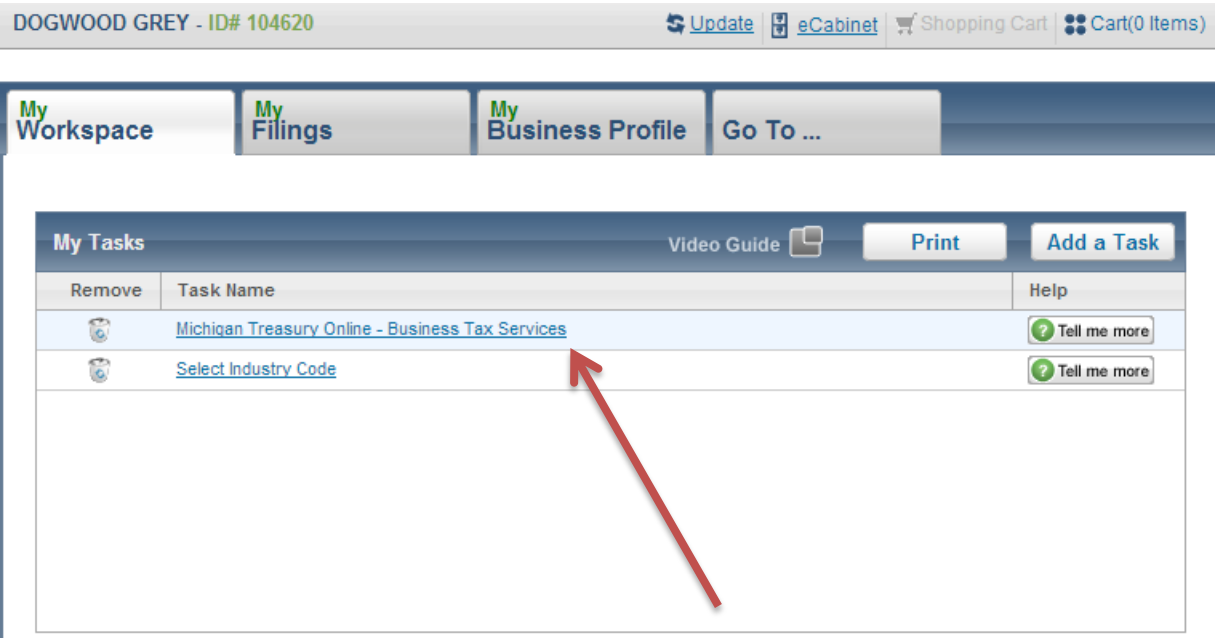 DOGWOOD GREY - ID# 104620 Update eCabinet Shopping Cart Cart(0 Items)
My Workspace
My Filings
My Business Profile
Go To ...
My Tasks Video Guide Print Add a Task
Remove Task Name Help
Michigan Treasury Online - Business Tax Services ? Tell me more
Select Industry Code ? Tell me more